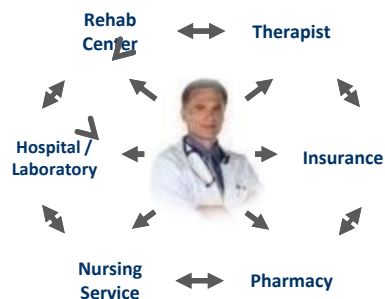 Rehab
Center
Therapist
Hospital /
Laboratory
Insurance
Nursing
Service
Pharmacy